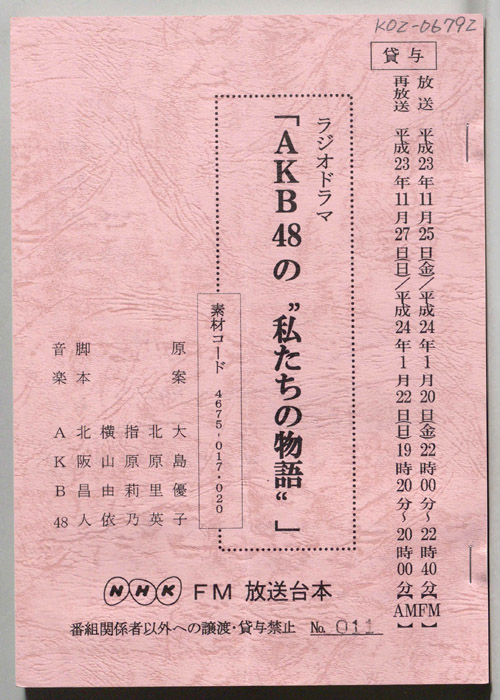 K02-06792
貸与
放送 平成23年11月25日㊎/平成24年1月20日㊎22時00分~22時40分【FM】
再放送 平成23年11月27日㊐/平成24年1月22日㊐19時20分~20時00分【AM】
ラジオドラマ
「AKB48の〝私たちの物語〟」
素材コード 4675-017-020
原案 大島優子
北原里英
指原莉乃
横山由依
脚本 北阪昌人
音楽 AKB48
NHK FM 放送台本
番組関係者以外への譲渡・貸与禁止 No. 011